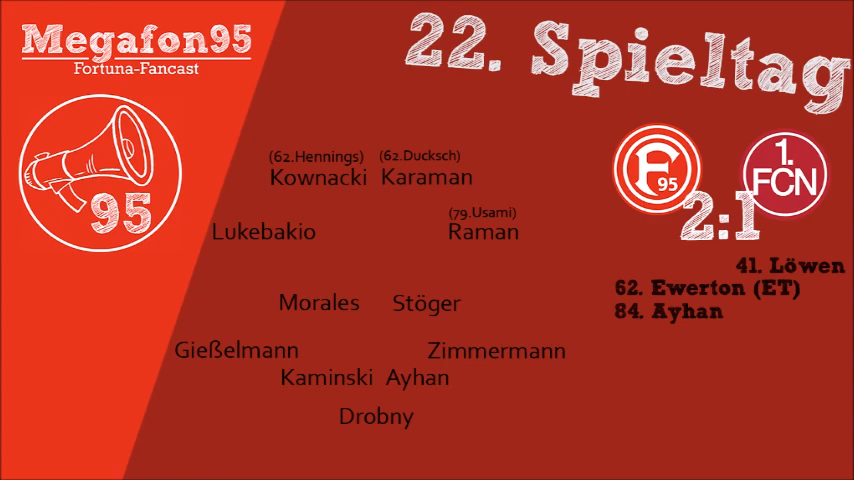 Megafon95
Fortuna-Fancast
95
22. Spieltag
F 95
1. FCN
2:1
41. Löwen
62. Ewerton (ET)
84. Ayhan
(62.Hennings) (62.Ducksch)
Kownacki Karaman
(79.Usami)
Lukebakio Raman
Morales Stöger
Gießelmann Zimmermann
Kaminski Ayhan
Drobny